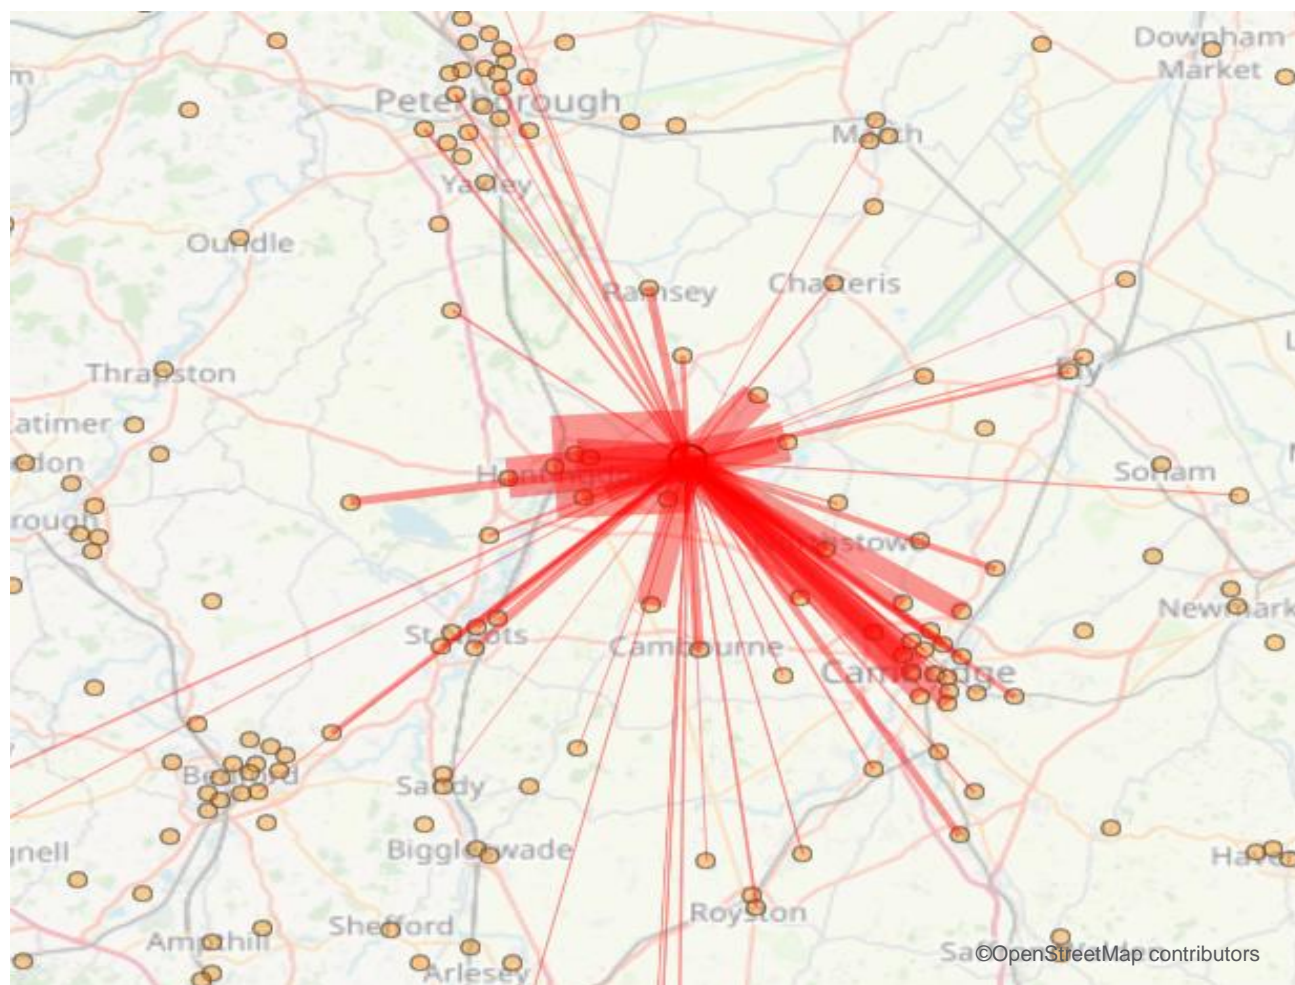 Downham
Market
Peterborough
March
Yaxley
Oundle
Ramsey
Chatteris
Thrapston
Ely
Soham
St Neots
Cambourne
Cambridge
Bedford
Sandy
Biggleswade
Royston
Shefford
Ampthill
Arlesey
©OpenStreetMap contributors